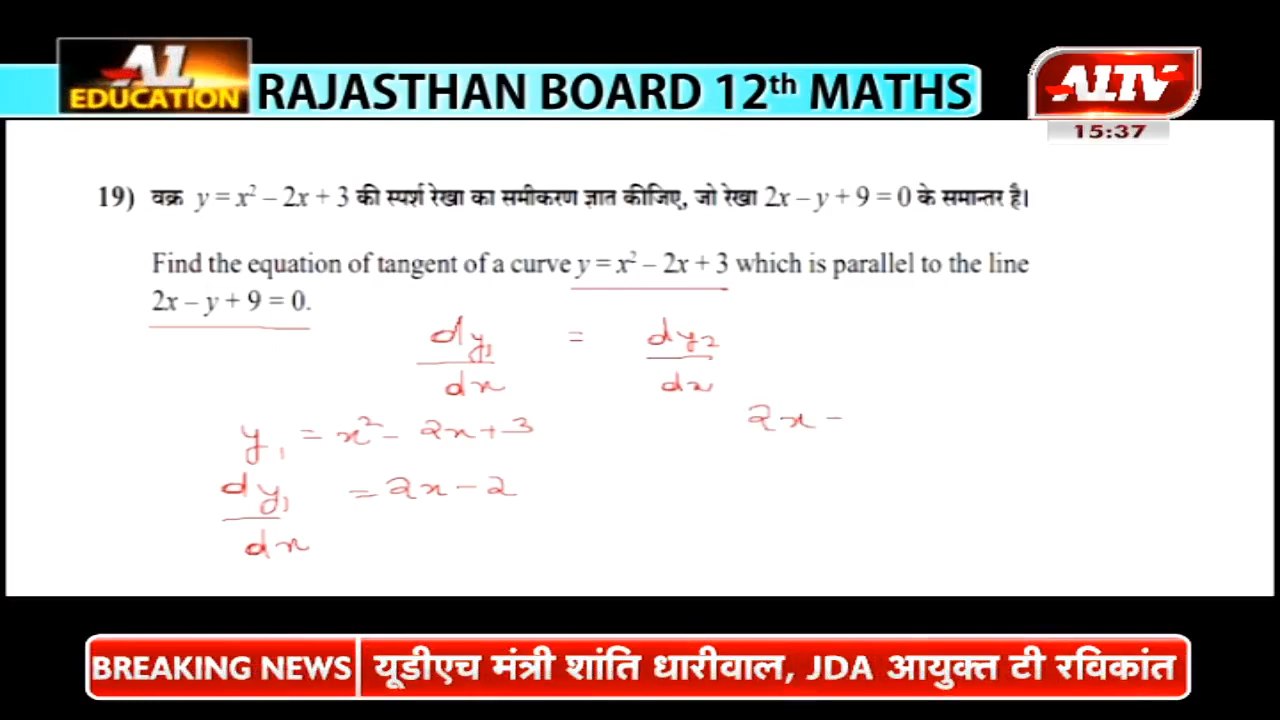 A1
EDUCATION
RAJASTHAN BOARD 12th MATHS
A1TV
15:37
19) वक्र y = x² – 2x + 3 की स्पर्श रेखा का समीकरण ज्ञात कीजिए, जो रेखा 2x – y + 9 = 0 के समान्तर है।
Find the equation of tangent of a curve y = x² – 2x + 3 which is parallel to the line
2x – y + 9 = 0.
dy₁/dx = dy₂/dx
y₁ = x² – 2x + 3
2x –
dy₁/dx = 2x – 2
BREAKING NEWS
यूडीएच मंत्री शांति धारीवाल, JDA आयुक्त टी रविकांत